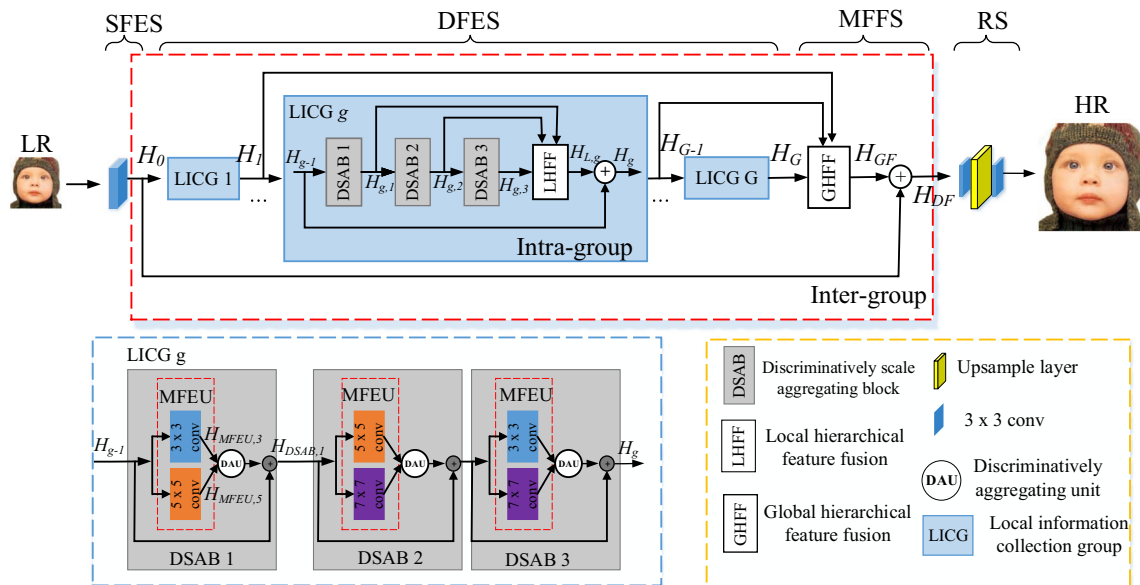 SFES
DFES
MFFS
RS
LR
HR
H0
LICG 1
H1
...
LICG g
Hg-1
DSAB 1
Hg,1
DSAB 2
Hg,2
DSAB 3
Hg,3
LHFF
HL,g
Hg
+
Intra-group
...
HG-1
LICG G
HG
GHFF
HGF
+
HDF
Inter-group
LICG g
Hg-1
MFEU
3 x 3 conv
5 x 5 conv
HMFEU,3
HMFEU,5
DAU
+
DSAB 1
HDSAB,1
MFEU
5 x 5 conv
7 x 7 conv
DAU
+
DSAB 2
MFEU
3 x 3 conv
7 x 7 conv
DAU
+
Hg
DSAB 3
DSAB
Discriminatively scale
aggregating block
LHFF
Local hierarchical
feature fusion
GHFF
Global hierarchical
feature fusion
Upsample layer
3 x 3 conv
DAU
Discriminatively
aggregating unit
LICG
Local information
collection group